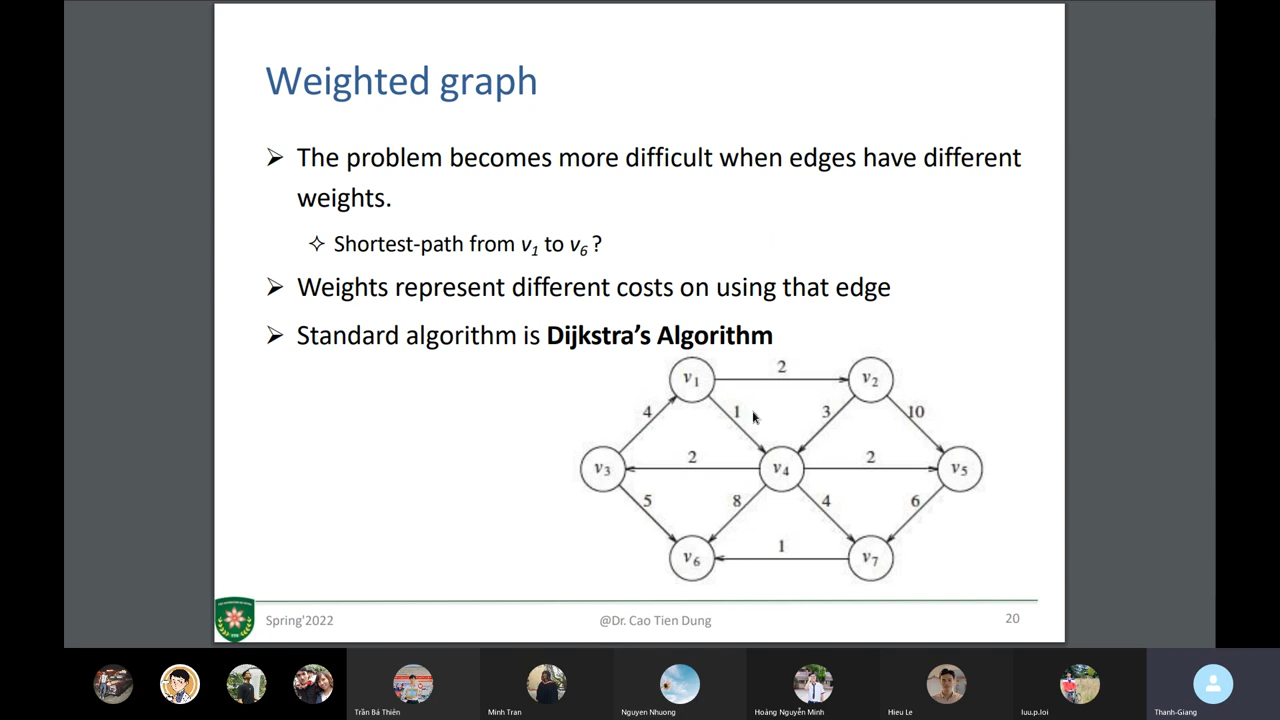 Weighted graph
➢ The problem becomes more difficult when edges have different
weights.
✧ Shortest-path from v1 to v6 ?
➢ Weights represent different costs on using that edge
➢ Standard algorithm is Dijkstra’s Algorithm
v1 2 v2
4 1 3 10
v3 2 v4 2 v5
5 8 4 6
v6 1 v7
Spring'2022 @Dr. Cao Tien Dung 20
Trần Bá Thiên Minh Tran Nguyen Nhuong Hoàng Nguyễn Minh Hieu Le luu.p.loi Thanh-Giang